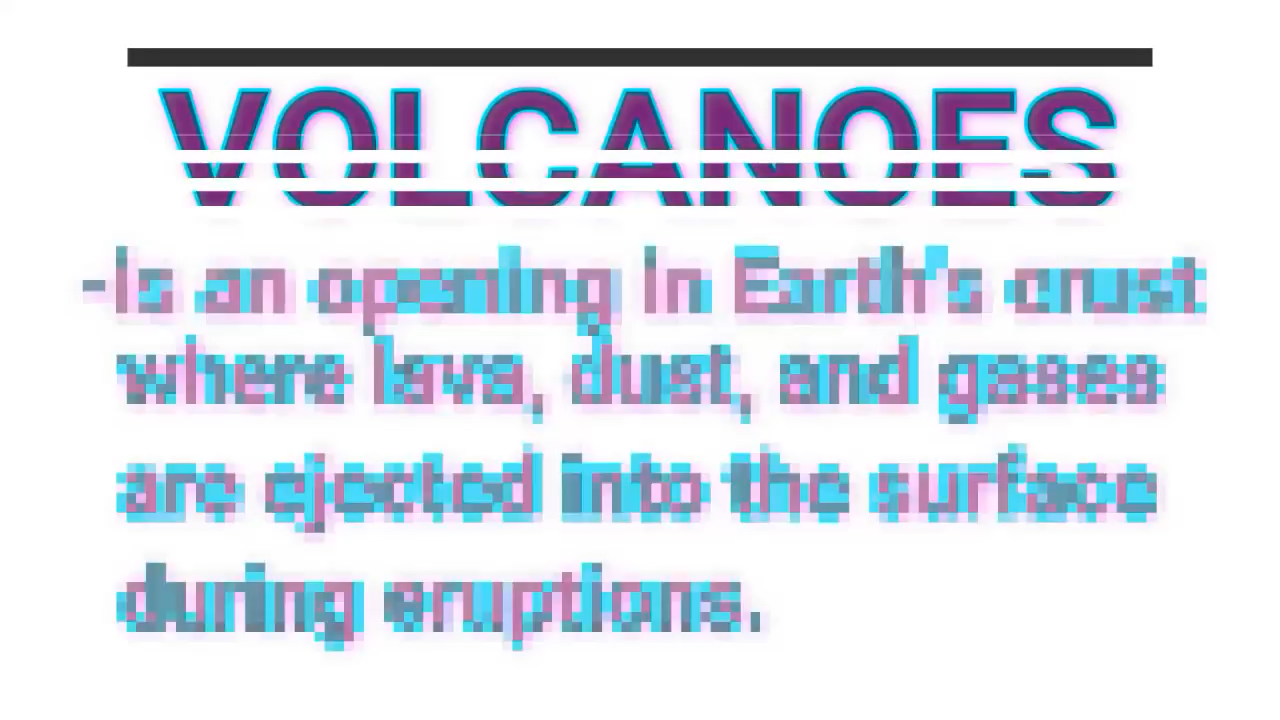 VOLCANOES
-Is an opening in Earth's crust
where lava, dust, and gases
are ejected into the surface
during eruptions.